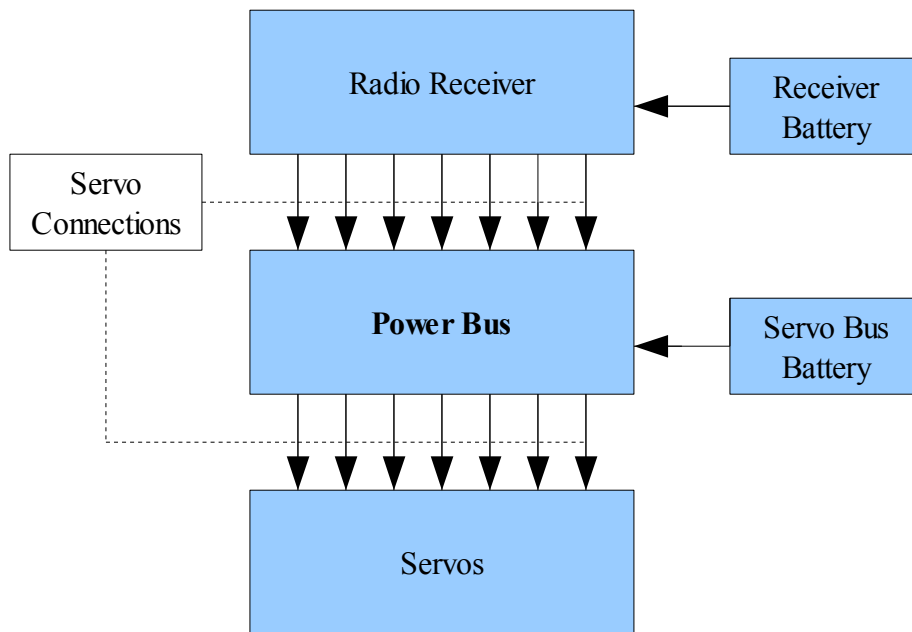 Radio Receiver
Receiver
Battery
Servo
Connections
Power Bus
Servo Bus
Battery
Servos